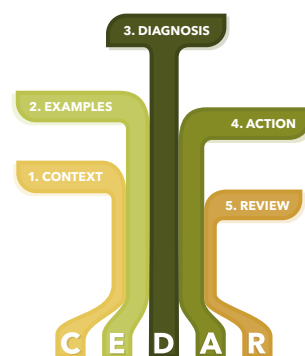 3. DIAGNOSIS
2. EXAMPLES
4. ACTION
1. CONTEXT
5. REVIEW
C E D A R